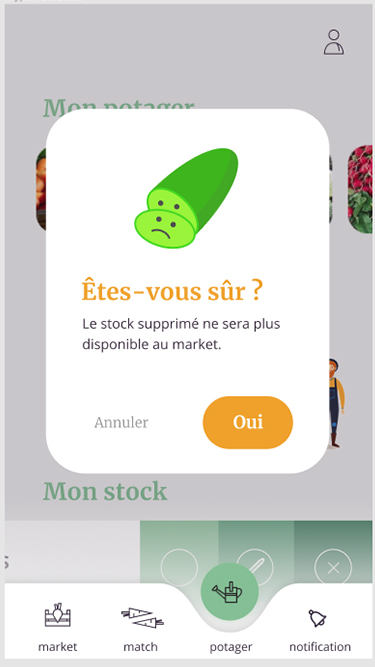 Mon potager
Êtes-vous sûr ?
Le stock supprimé ne sera plus
disponible au market.
Annuler
Oui
Mon stock
market
match
potager
notification